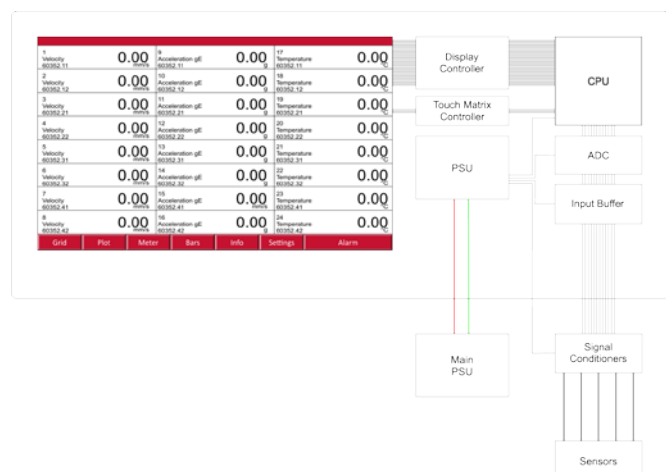 1
Velocity
60352.11
0.00
mm/s
9
Acceleration gE
60352.11
0.00
g
17
Temperature
60352.11
0.00
°C
2
Velocity
60352.12
0.00
mm/s
10
Acceleration gE
60352.12
0.00
g
18
Temperature
60352.12
0.00
°C
3
Velocity
60352.21
0.00
mm/s
11
Acceleration gE
60352.21
0.00
g
19
Temperature
60352.21
0.00
°C
4
Velocity
60352.22
0.00
mm/s
12
Acceleration gE
60352.22
0.00
g
20
Temperature
60352.22
0.00
°C
5
Velocity
60352.31
0.00
mm/s
13
Acceleration gE
60352.31
0.00
g
21
Temperature
60352.31
0.00
°C
6
Velocity
60352.32
0.00
mm/s
14
Acceleration gE
60352.32
0.00
g
22
Temperature
60352.32
0.00
°C
7
Velocity
60352.41
0.00
mm/s
15
Acceleration gE
60352.41
0.00
mm/s
23
Temperature
60352.41
0.00
°C
8
Velocity
60352.42
0.00
mm/s
16
Acceleration gE
60352.42
0.00
g
24
Temperature
60352.42
0.00
°C
Grid Plot Meter Bars Info Settings Alarm
Display
Controller
CPU
Touch Matrix
Controller
PSU
ADC
Input Buffer
Main
PSU
Signal
Conditioners
Sensors